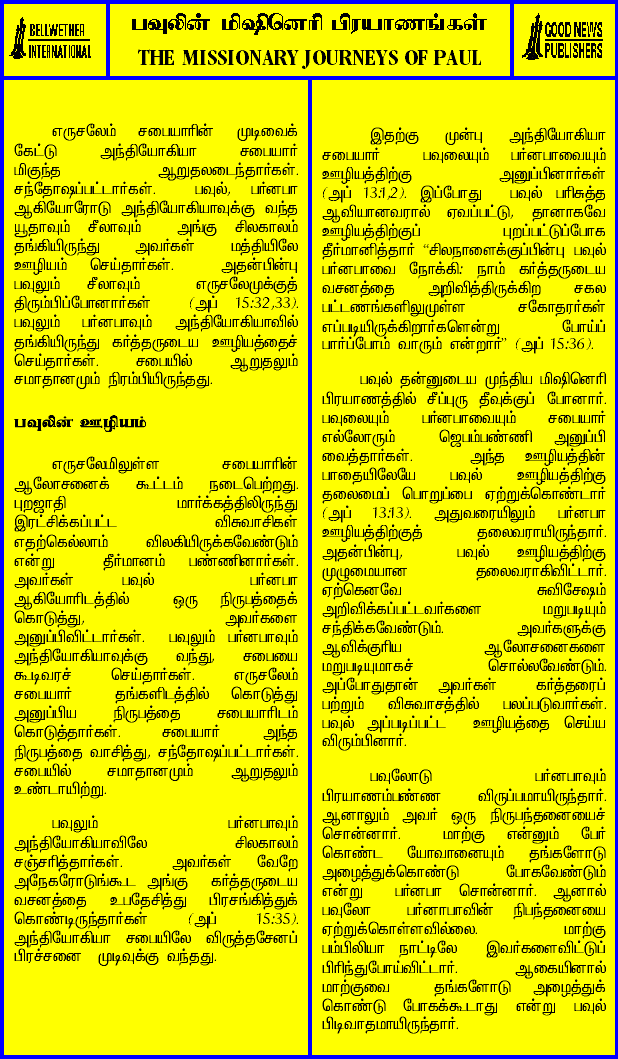 BELLWETHER
INTERNATIONAL
பவுலின் மிஷினெரி பிரயாணங்கள்
THE MISSIONARY JOURNEYS OF PAUL
GOOD NEWS
PUBLISHERS
எருசலேம் சபையாரின் முடிவைக்
கேட்டு அந்தியோகியா சபையார்
மிகுந்த ஆறுதலடைந்தார்கள்.
சந்தோஷப்பட்டார்கள். பவுல், பர்னபா
ஆகியோரோடு அந்தியோகியாவுக்கு வந்த
யூதாவும் சீலாவும் அங்கு சிலகாலம்
தங்கியிருந்து அவர்கள் மத்தியிலே
ஊழியம் செய்தார்கள். அதன்பின்பு
பவுலும் சீலாவும் எருசலேமுக்குத்
திரும்பிப்போனார்கள் (அப் 15:32,33).
பவுலும் பர்னபாவும் அந்தியோகியாவில்
தங்கியிருந்து கர்த்தருடைய ஊழியத்தைச்
செய்தார்கள். சபையில் ஆறுதலும்
சமாதானமும் நிரம்பியிருந்தது.
பவுலின் ஊழியம்
எருசலேமிலுள்ள சபையாரின்
ஆலோசனைக் கூட்டம் நடைபெற்றது.
புறஜாதி மார்க்கத்திலிருந்து
இரட்சிக்கப்பட்ட விசுவாசிகள்
எதற்கெல்லாம் விலகியிருக்கவேண்டும்
என்று தீர்மானம் பண்ணினார்கள்.
அவர்கள் பவுல் பர்னபா
ஆகியோரிடத்தில் ஒரு நிருபத்தைக்
கொடுத்து, அவர்களை
அனுப்பிவிட்டார்கள். பவுலும் பர்னபாவும்
அந்தியோகியாவுக்கு வந்து, சபையை
கூடிவரச் செய்தார்கள். எருசலேம்
சபையார் தங்களிடத்தில் கொடுத்து
அனுப்பிய நிருபத்தை சபையாரிடம்
கொடுத்தார்கள். சபையார் அந்த
நிருபத்தை வாசித்து, சந்தோஷப்பட்டார்கள்.
சபையில் சமாதானமும் ஆறுதலும்
உண்டாயிற்று.
பவுலும் பர்னபாவும்
அந்தியோகியாவிலே சிலகாலம்
சஞ்சரித்தார்கள். அவர்கள் வேறே
அநேகரோடுங்கூட அங்கு கர்த்தருடைய
வசனத்தை உபதேசித்து பிரசங்கித்துக்
கொண்டிருந்தார்கள் (அப் 15:35).
அந்தியோகியா சபையிலே விருத்தசேனப்
பிரச்சனை முடிவுக்கு வந்தது.
இதற்கு முன்பு அந்தியோகியா
சபையார் பவுலையும் பர்னபாவையும்
ஊழியத்திற்கு அனுப்பினார்கள்
(அப் 13:1,2). இப்போது பவுல் பரிசுத்த
ஆவியானவரால் ஏவப்பட்டு, தானாகவே
ஊழியத்திற்குப் புறப்பட்டுப்போக
தீர்மானித்தார் “சிலநாளைக்குப்பின்பு பவுல்
பர்னபாவை நோக்கி: நாம் கர்த்தருடைய
வசனத்தை அறிவித்திருக்கிற சகல
பட்டணங்களிலுமுள்ள சகோதரர்கள்
எப்படியிருக்கிறார்களென்று போய்ப்
பார்ப்போம் வாரும் என்றார்” (அப் 15:36).
பவுல் தன்னுடைய முந்திய மிஷினெரி
பிரயாணத்தில் சீப்புரு தீவுக்குப் போனார்.
பவுலையும் பர்னபாவையும் சபையார்
எல்லோரும் ஜெபம்பண்ணி அனுப்பி
வைத்தார்கள். அந்த ஊழியத்தின்
பாதையிலேயே பவுல் ஊழியத்திற்கு
தலைமைப் பொறுப்பை ஏற்றுக்கொண்டார்
(அப் 13:13). அதுவரையிலும் பர்னபா
ஊழியத்திற்குத் தலைவராயிருந்தார்.
அதன்பின்பு, பவுல் ஊழியத்திற்கு
முழுமையான தலைவராகிவிட்டார்.
ஏற்கெனவே சுவிசேஷம்
அறிவிக்கப்பட்டவர்களை மறுபடியும்
சந்திக்கவேண்டும். அவர்களுக்கு
ஆவிக்குரிய ஆலோசனைகளை
மறுபடியுமாகச் சொல்லவேண்டும்.
அப்போதுதான் அவர்கள் கர்த்தரைப்
பற்றும் விசுவாசத்தில் பலப்படுவார்கள்.
பவுல் அப்படிப்பட்ட ஊழியத்தை செய்ய
விரும்பினார்.
பவுலோடு பர்னபாவும்
பிரயாணம்பண்ண விருப்பமாயிருந்தார்.
ஆனாலும் அவர் ஒரு நிருபந்தனையைச்
சொன்னார். மாற்கு என்னும் பேர்
கொண்ட யோவானையும் தங்களோடு
அழைத்துக்கொண்டு போகவேண்டும்
என்று பர்னபா சொன்னார். ஆனால்
பவுலோ பர்னாபாவின் நிபந்தனையை
ஏற்றுக்கொள்ளவில்லை. மாற்கு
பம்பிலியா நாட்டிலே இவர்களைவிட்டுப்
பிரிந்துபோய்விட்டார். ஆகையினால்
மாற்குவை தங்களோடு அழைத்துக்
கொண்டு போகக்கூடாது என்று பவுல்
பிடிவாதமாயிருந்தார்.